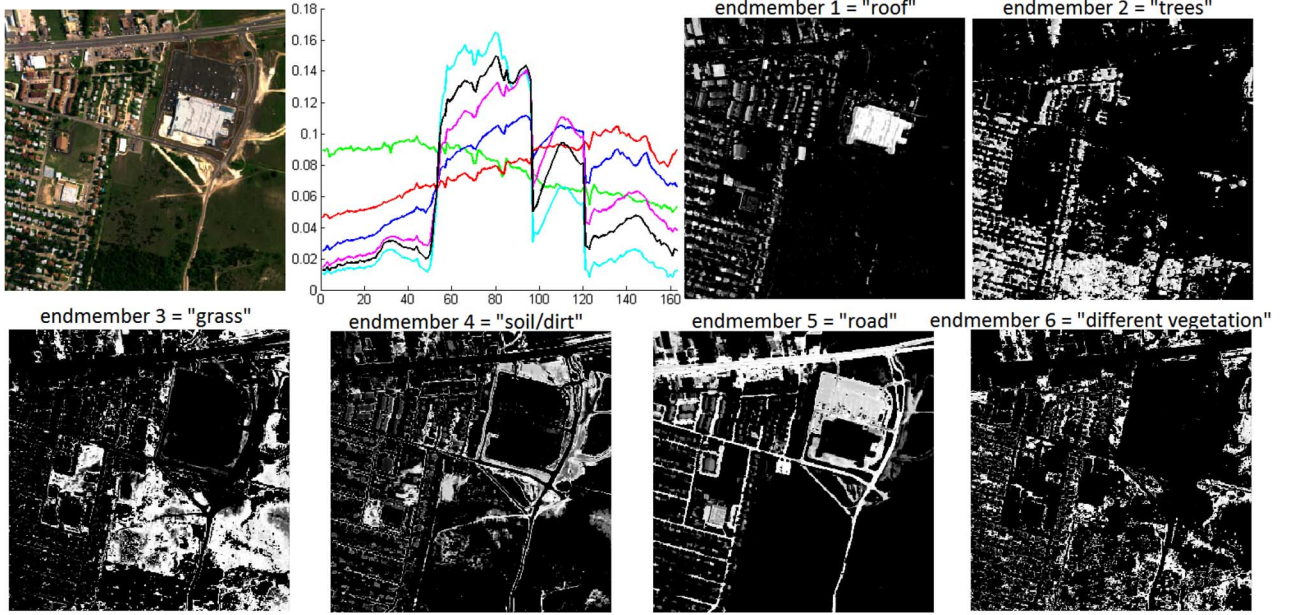 endmember 1 = "roof"
endmember 2 = "trees"
0.18
0.16
0.14
0.12
0.1
0.08
0.06
0.04
0.02
0
0 20 40 60 80 100 120 140 160
endmember 3 = "grass"
endmember 4 = "soil/dirt"
endmember 5 = "road"
endmember 6 = "different vegetation"